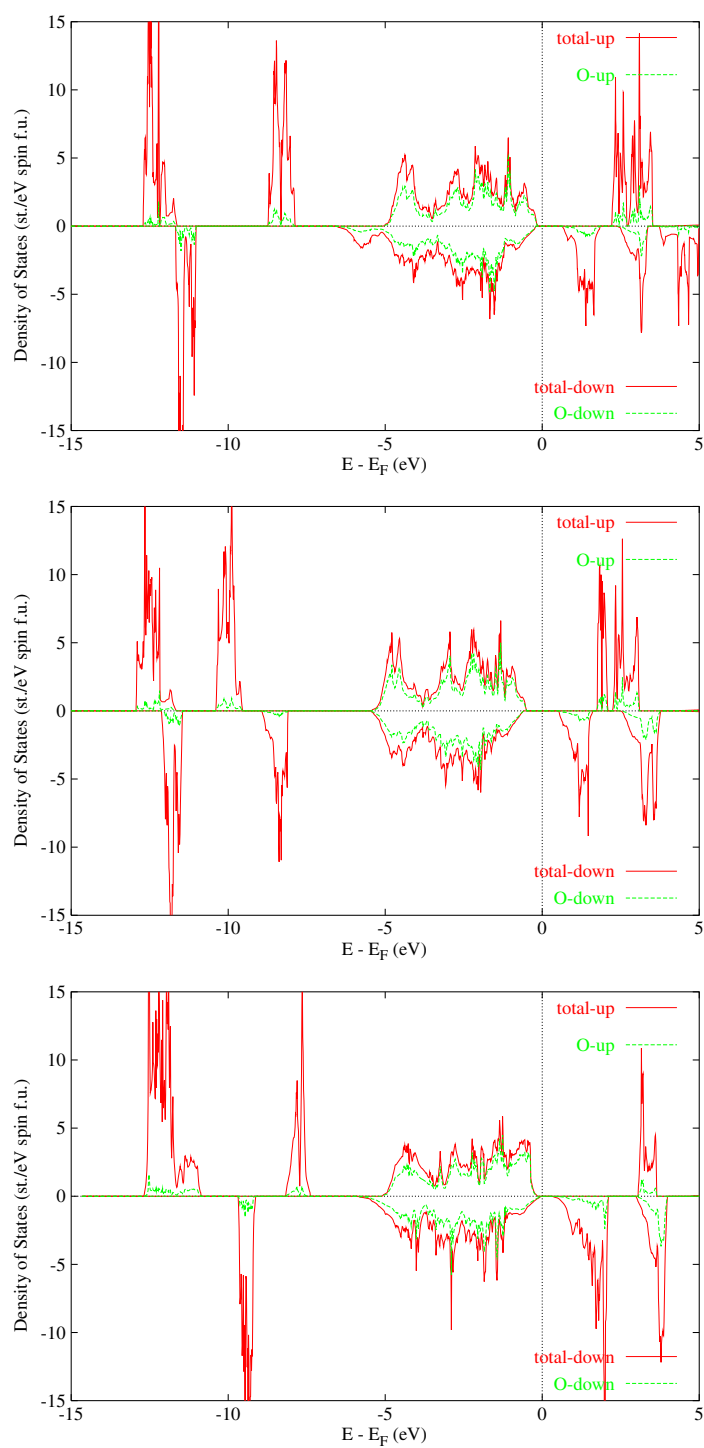 15
total-up
O-up
10
5
0
-5
-10
total-down
O-down
-15
-15 -10 -5 0 5
E - E_F (eV)
Density of States (st./eV spin f.u.)
15
total-up
O-up
10
5
0
-5
-10
total-down
O-down
-15
-15 -10 -5 0 5
E - E_F (eV)
Density of States (st./eV spin f.u.)
15
total-up
O-up
10
5
0
-5
-10
total-down
O-down
-15
-15 -10 -5 0 5
E - E_F (eV)
Density of States (st./eV spin f.u.)